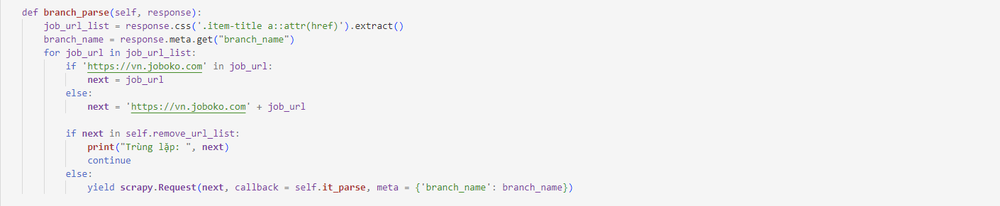 def branch_parse(self, response):
    job_url_list = response.css('.item-title a::attr(href)').extract()
    branch_name = response.meta.get("branch_name")
    for job_url in job_url_list:
        if 'https://vn.joboko.com' in job_url:
            next = job_url
        else:
            next = 'https://vn.joboko.com' + job_url

        if next in self.remove_url_list:
            print("Trùng lặp: ", next)
            continue
        else:
            yield scrapy.Request(next, callback = self.it_parse, meta = {'branch_name': branch_name})